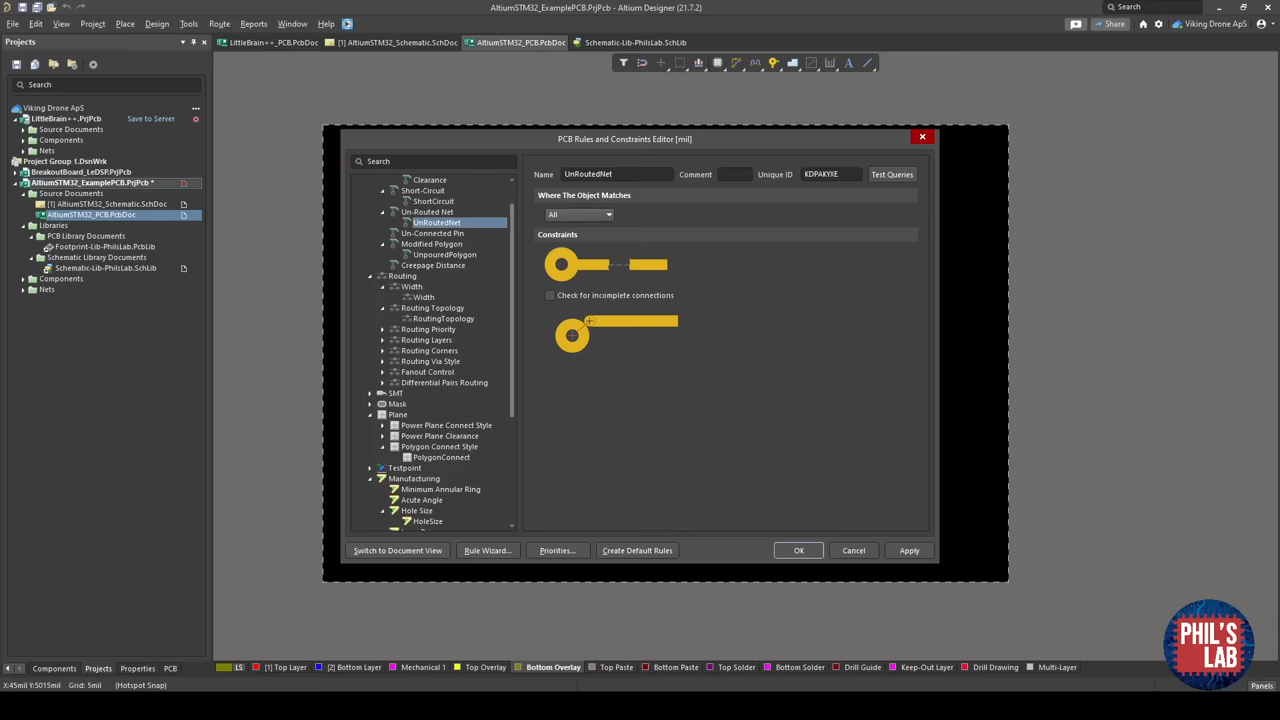 AltiumSTM32_ExamplePCB.PrjPcb - Altium Designer (21.7.2)
Search
File Edit View Project Place Design Tools Route Reports Window Help
Share
Viking Drone ApS
Projects
LittleBrain++_PCB.PcbDoc
[1] AltiumSTM32_Schematic.SchDoc
AltiumSTM32_PCB.PcbDoc
Schematic-Lib-PhilsLab.SchLib
Search
Viking Drone ApS
LittleBrain++.PrjPcb
Save to Server
Source Documents
Components
Nets
Project Group 1.DsnWrk
BreakoutBoard_LeDSP.PrjPcb
AltiumSTM32_ExamplePCB.PrjPcb *
Source Documents
[1] AltiumSTM32_Schematic.SchDoc
AltiumSTM32_PCB.PcbDoc
Libraries
PCB Library Documents
Footprint-Lib-PhilsLab.PcbLib
Schematic Library Documents
Schematic-Lib-PhilsLab.SchLib
Components
Nets
PCB Rules and Constraints Editor [mil]
Search
Clearance
Short-Circuit
ShortCircuit
Un-Routed Net
UnRoutedNet
Un-Connected Pin
Modified Polygon
UnpouredPolygon
Creepage Distance
Routing
Width
Width
Routing Topology
RoutingTopology
Routing Priority
Routing Layers
Routing Corners
Routing Via Style
Fanout Control
Differential Pairs Routing
SMT
Mask
Plane
Power Plane Connect Style
Power Plane Clearance
Polygon Connect Style
PolygonConnect
Testpoint
Manufacturing
Minimum Annular Ring
Acute Angle
Hole Size
HoleSize
Name UnRoutedNet Comment Unique ID KDPAKYXE Test Queries
Where The Object Matches
All
Constraints
Check for incomplete connections
Switch to Document View Rule Wizard... Priorities... Create Default Rules OK Cancel Apply
PHIL'S
LAB
Components Projects Properties PCB
LS [1] Top Layer [2] Bottom Layer Mechanical 1 Top Overlay Bottom Overlay Top Paste Bottom Paste Top Solder Bottom Solder Drill Guide Keep-Out Layer Drill Drawing Multi-Layer
X:45mil Y:5015mil Grid: 5mil (Hotspot Snap)
Panels